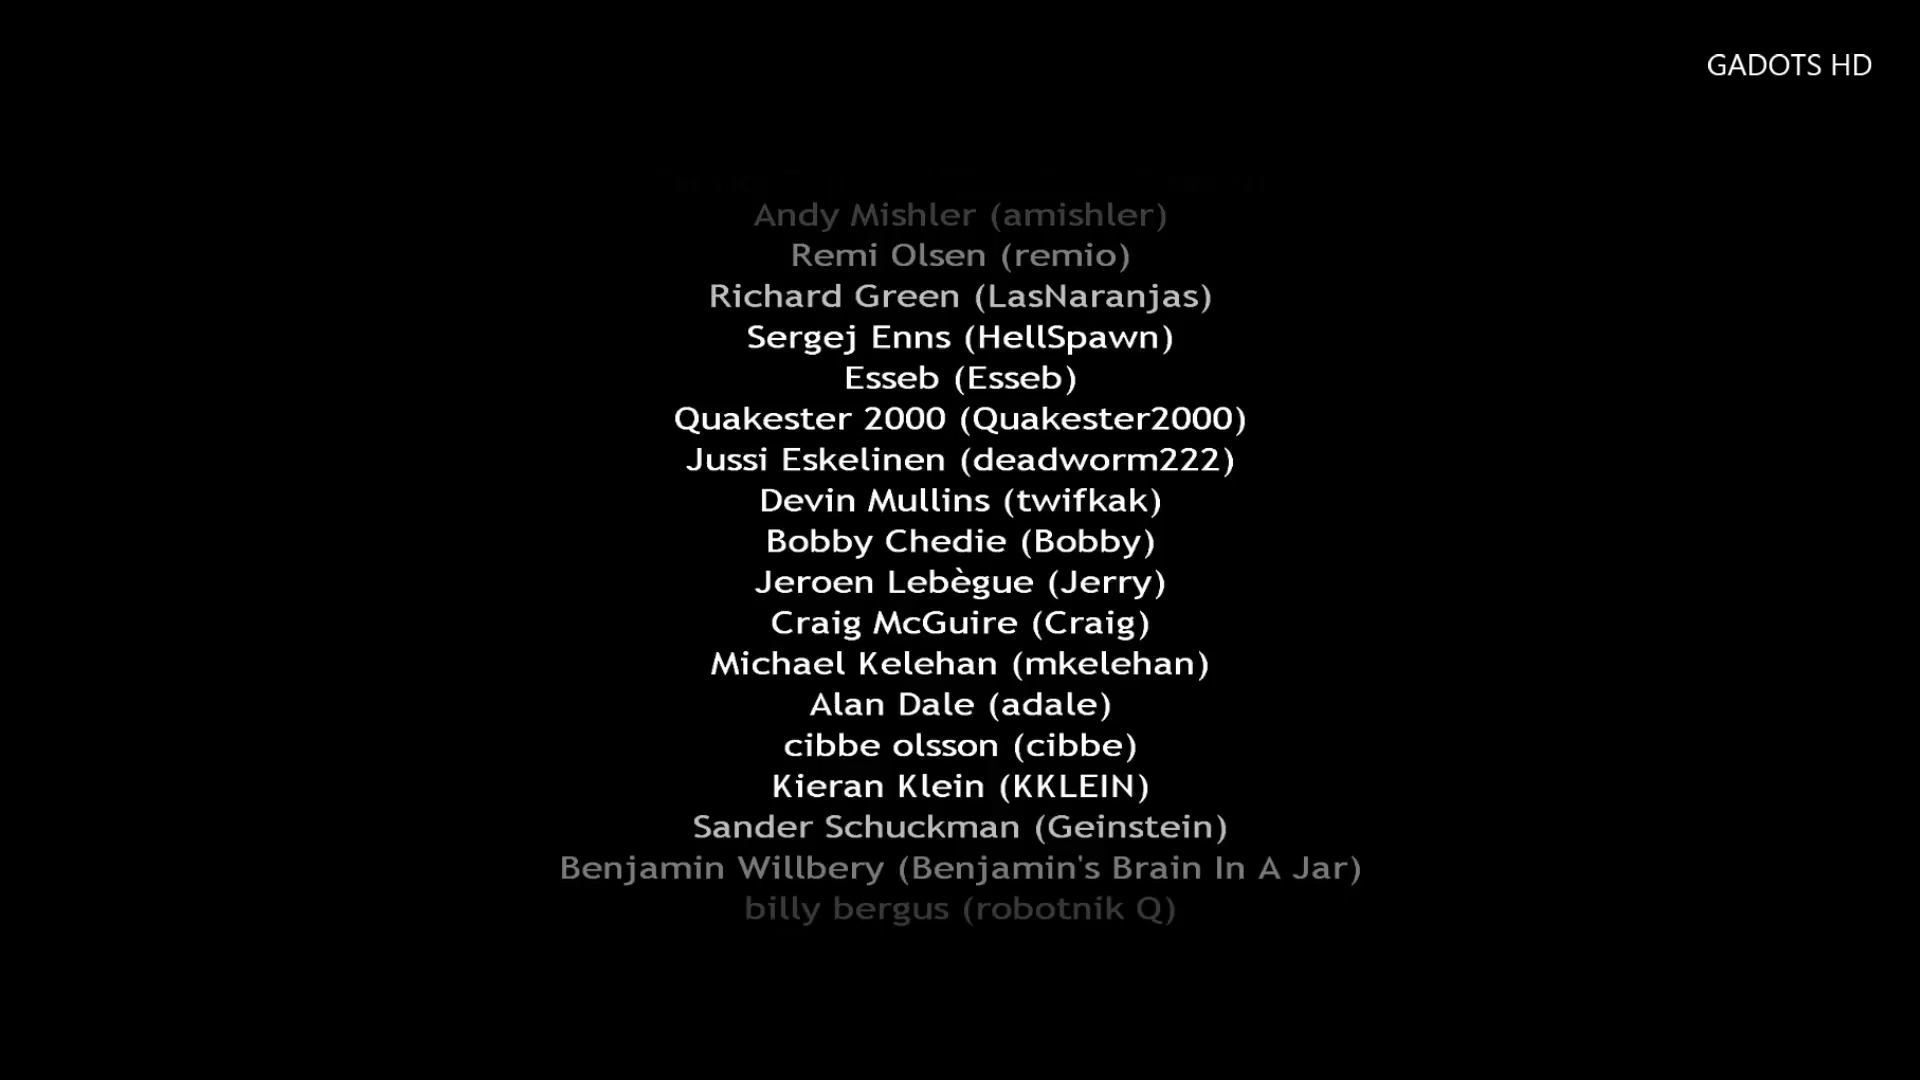 GADOTS HD
Andy Mishler (amishler)
Remi Olsen (remio)
Richard Green (LasNaranjas)
Sergej Enns (HellSpawn)
Esseb (Esseb)
Quakester 2000 (Quakester2000)
Jussi Eskelinen (deadworm222)
Devin Mullins (twifkak)
Bobby Chedie (Bobby)
Jeroen Lebègue (Jerry)
Craig McGuire (Craig)
Michael Kelehan (mkelehan)
Alan Dale (adale)
cibbe olsson (cibbe)
Kieran Klein (KKLEIN)
Sander Schuckman (Geinstein)
Benjamin Willbery (Benjamin's Brain In A Jar)
billy bergus (robotnik Q)